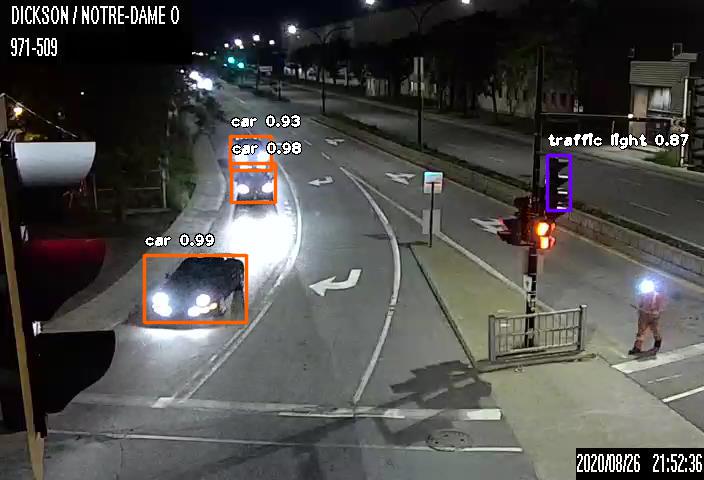 DICKSON / NOTRE-DAME O
971-509
car 0.93
car 0.98
traffic light 0.87
car 0.99
2020/08/26 21:52:36